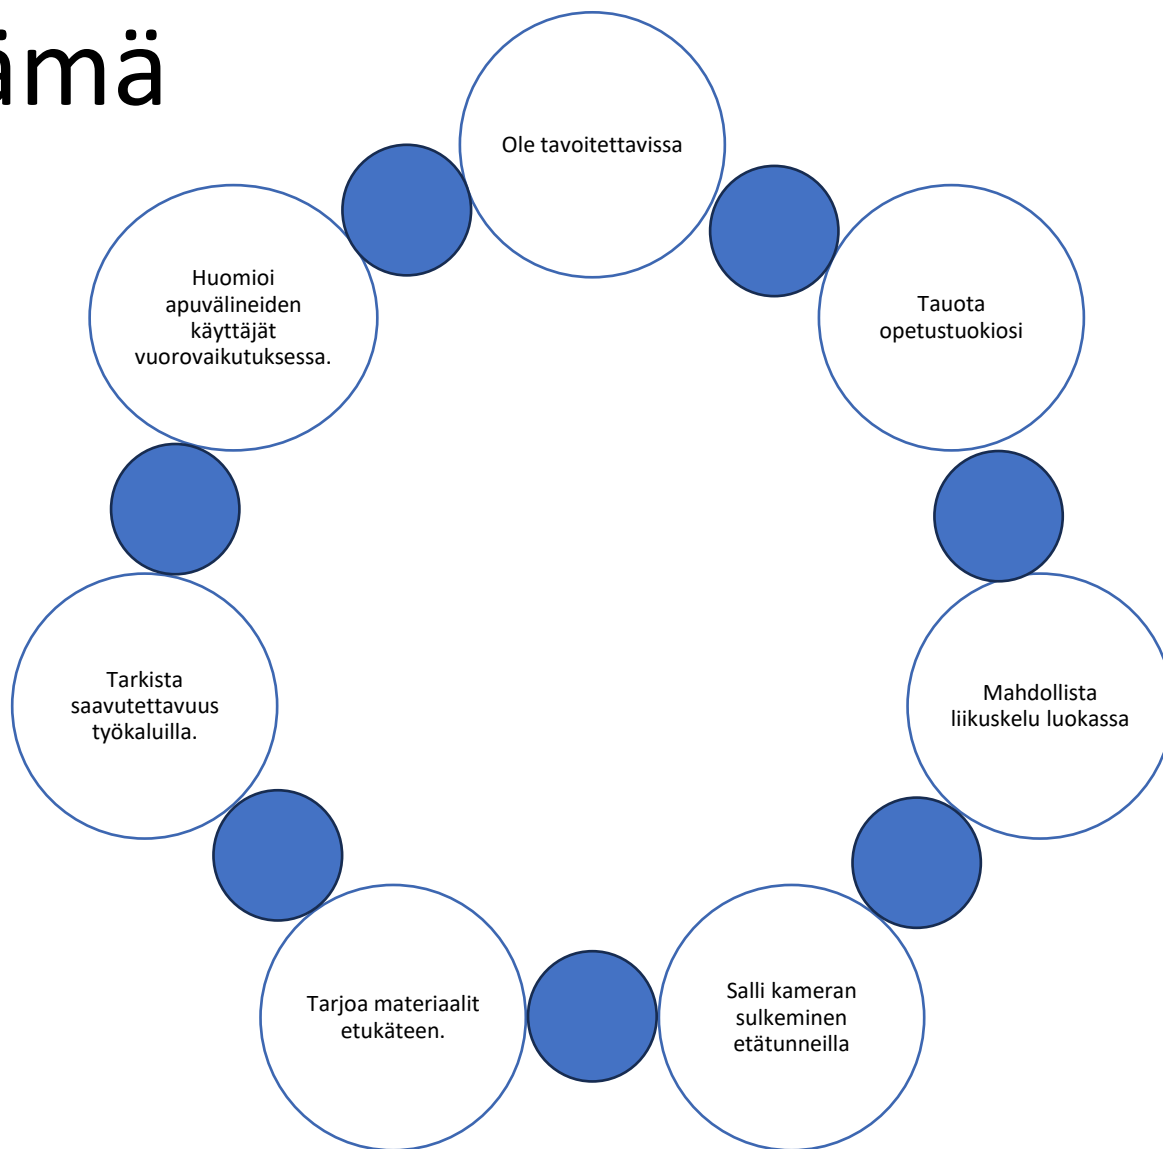 ämä
Ole tavoitettavissa
Tauota
opetustuokiosi
Mahdollista
liikuskelu luokassa
Salli kameran
sulkeminen
etätunneilla
Tarjoa materiaalit
etukäteen.
Tarkista
saavutettavuus
työkaluilla.
Huomioi
apuvälineiden
käyttäjät
vuorovaikutuksessa.